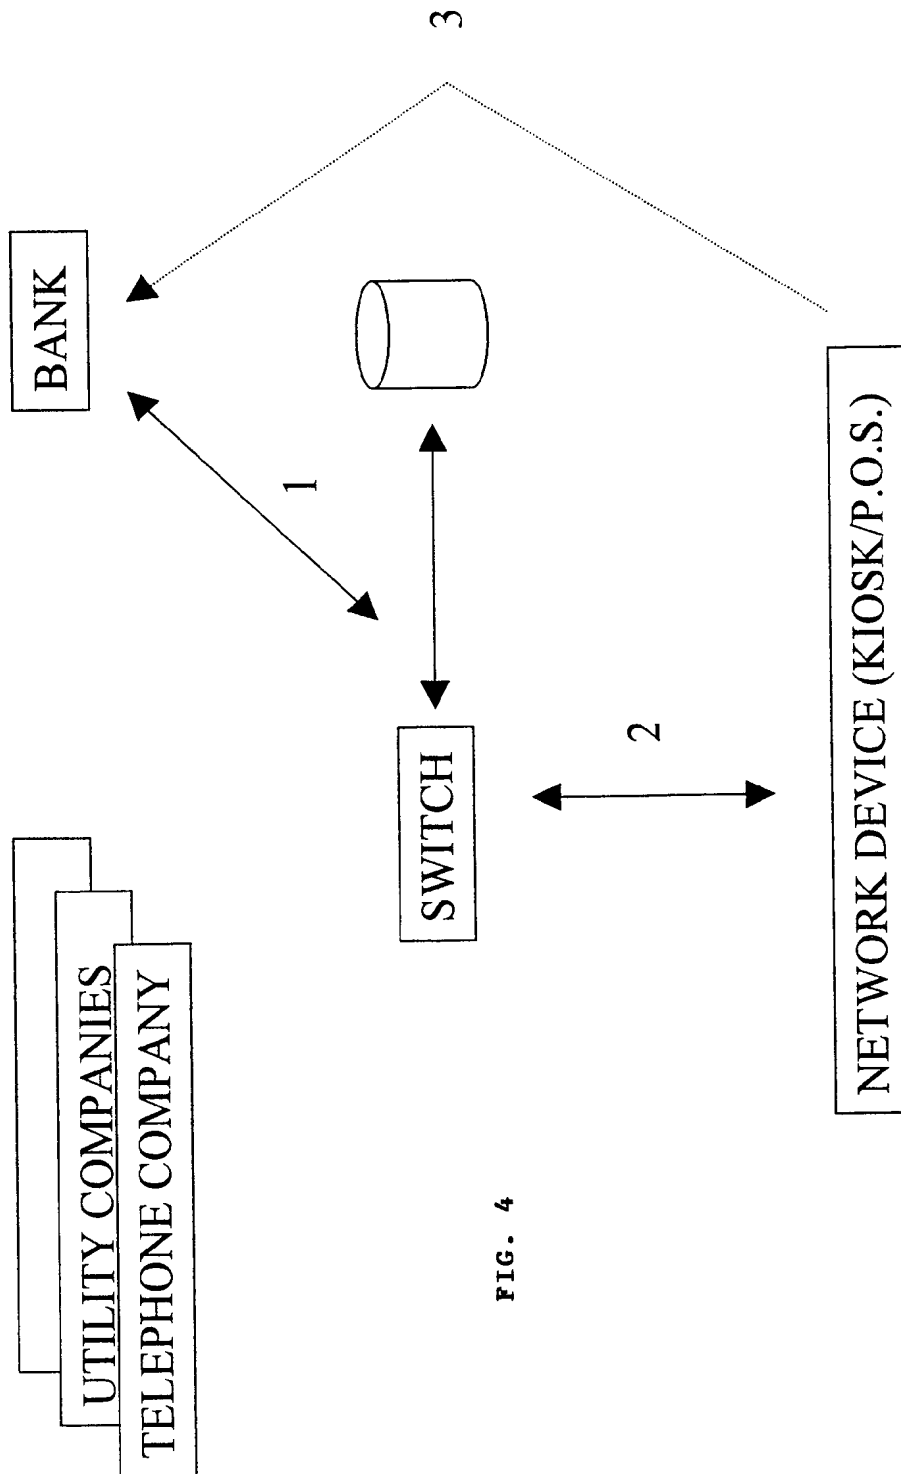 UTILITY COMPANIES
TELEPHONE COMPANY
BANK
1
SWITCH
3
2
NETWORK DEVICE (KIOSK/P.O.S.)
FIG. 4